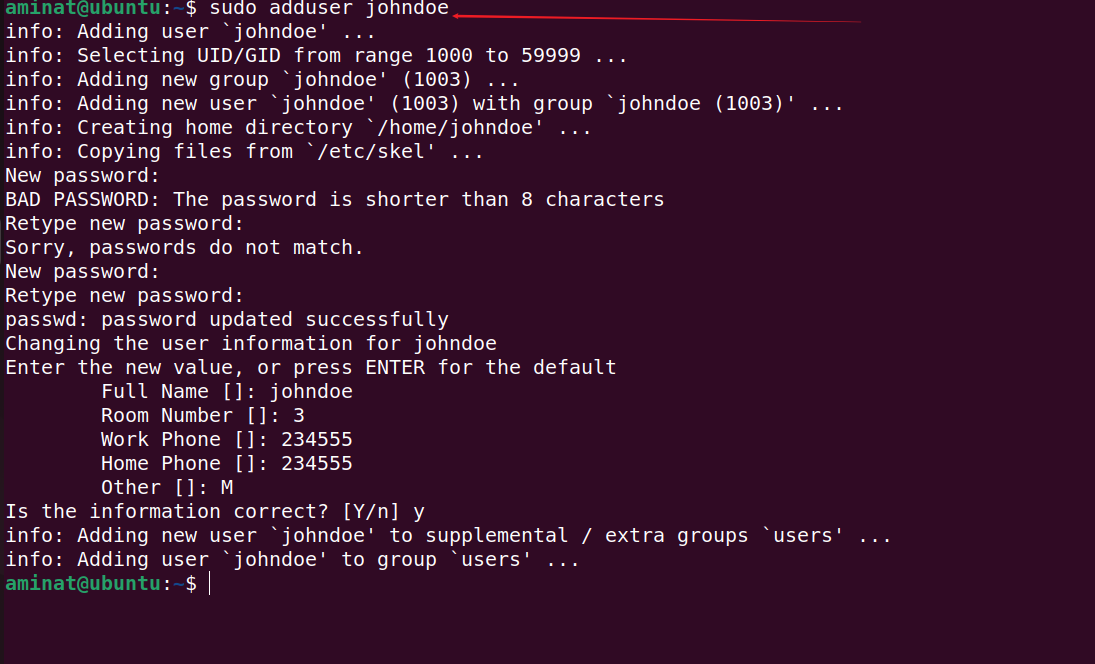 aminat@ubuntu:~$ sudo adduser johndoe
info: Adding user `johndoe' ...
info: Selecting UID/GID from range 1000 to 59999 ...
info: Adding new group `johndoe' (1003) ...
info: Adding new user `johndoe' (1003) with group `johndoe (1003)' ...
info: Creating home directory `/home/johndoe' ...
info: Copying files from `/etc/skel' ...
New password:
BAD PASSWORD: The password is shorter than 8 characters
Retype new password:
Sorry, passwords do not match.
New password:
Retype new password:
passwd: password updated successfully
Changing the user information for johndoe
Enter the new value, or press ENTER for the default
        Full Name []: johndoe
        Room Number []: 3
        Work Phone []: 234555
        Home Phone []: 234555
        Other []: M
Is the information correct? [Y/n] y
info: Adding new user `johndoe' to supplemental / extra groups `users' ...
info: Adding user `johndoe' to group `users' ...
aminat@ubuntu:~$